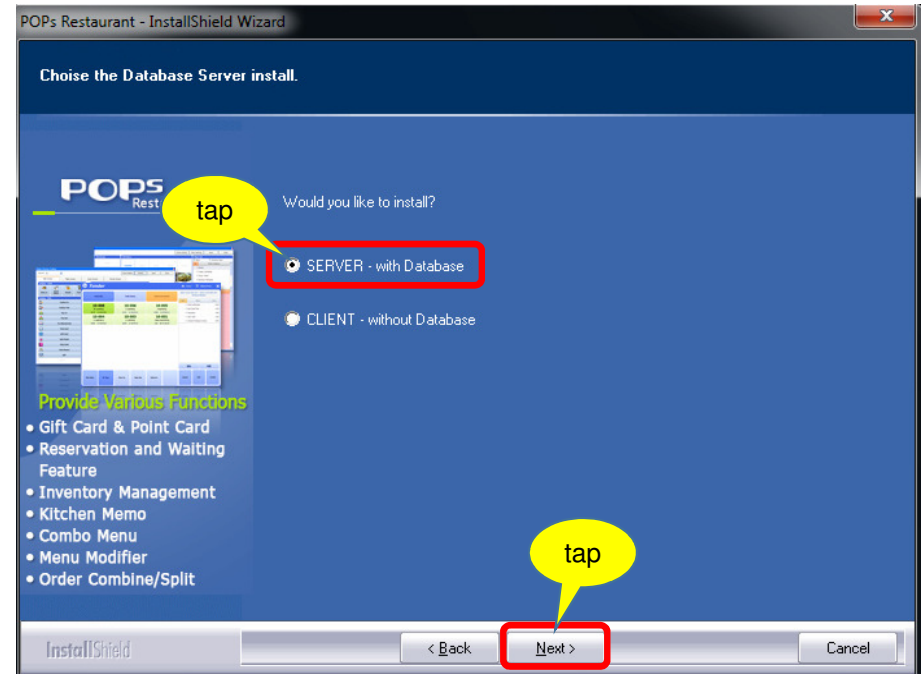 POPs Restaurant - InstallShield Wizard
x
Choise the Database Server install.
POPs
Rest
tap
Would you like to install?
SERVER - with Database
CLIENT - without Database
Provide Various Functions
• Gift Card & Point Card
• Reservation and Waiting
Feature
• Inventory Management
• Kitchen Memo
• Combo Menu
• Menu Modifier
• Order Combine/Split
tap
InstallShield
< Back
Next >
Cancel